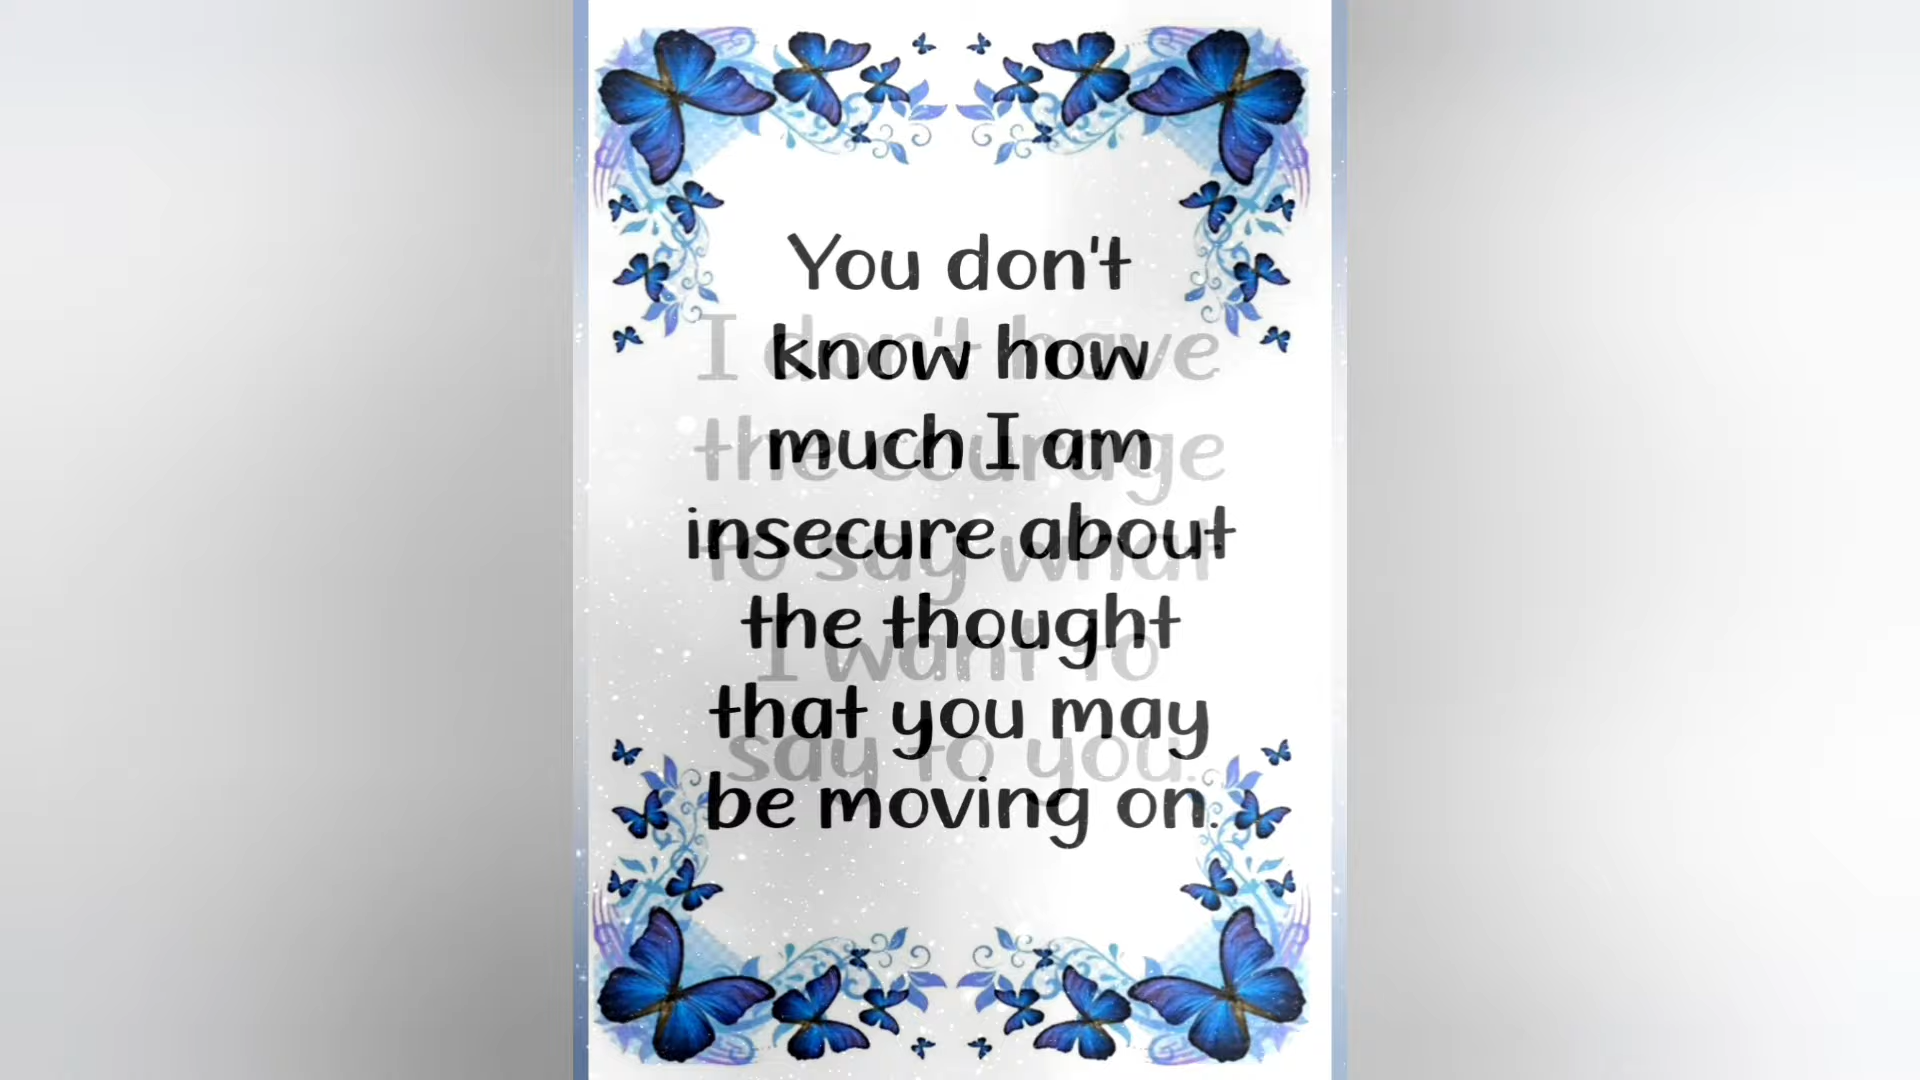 You don't
know how
much I am
insecure about
the thought
that you may
be moving on.
I don't have
the courage
to say what
I want to
say to you.